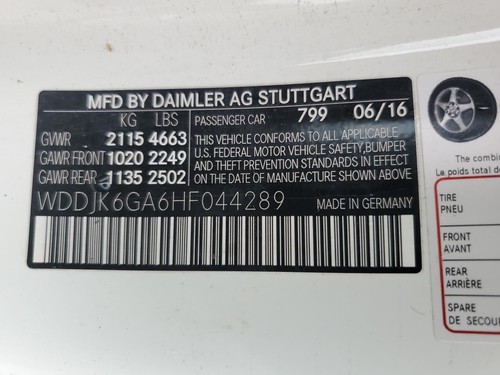 MFD BY DAIMLER AG STUTTGART
KG LBS
PASSENGER CAR 799 06/16
GVWR 2115 4663
GAWR FRONT 1020 2249
GAWR REAR 1135 2502
THIS VEHICLE CONFORMS TO ALL APPLICABLE
U.S. FEDERAL MOTOR VEHICLE SAFETY, BUMPER
AND THEFT PREVENTION STANDARDS IN EFFECT
ON THE DATE OF MANUFACTURE SHOWN ABOVE.
WDDJK6GA6HF044289 MADE IN GERMANY
The combin
Le poids
TIRE
PNEU
FRONT
AVANT
REAR
ARRIÈRE
SPARE
DE SECOU